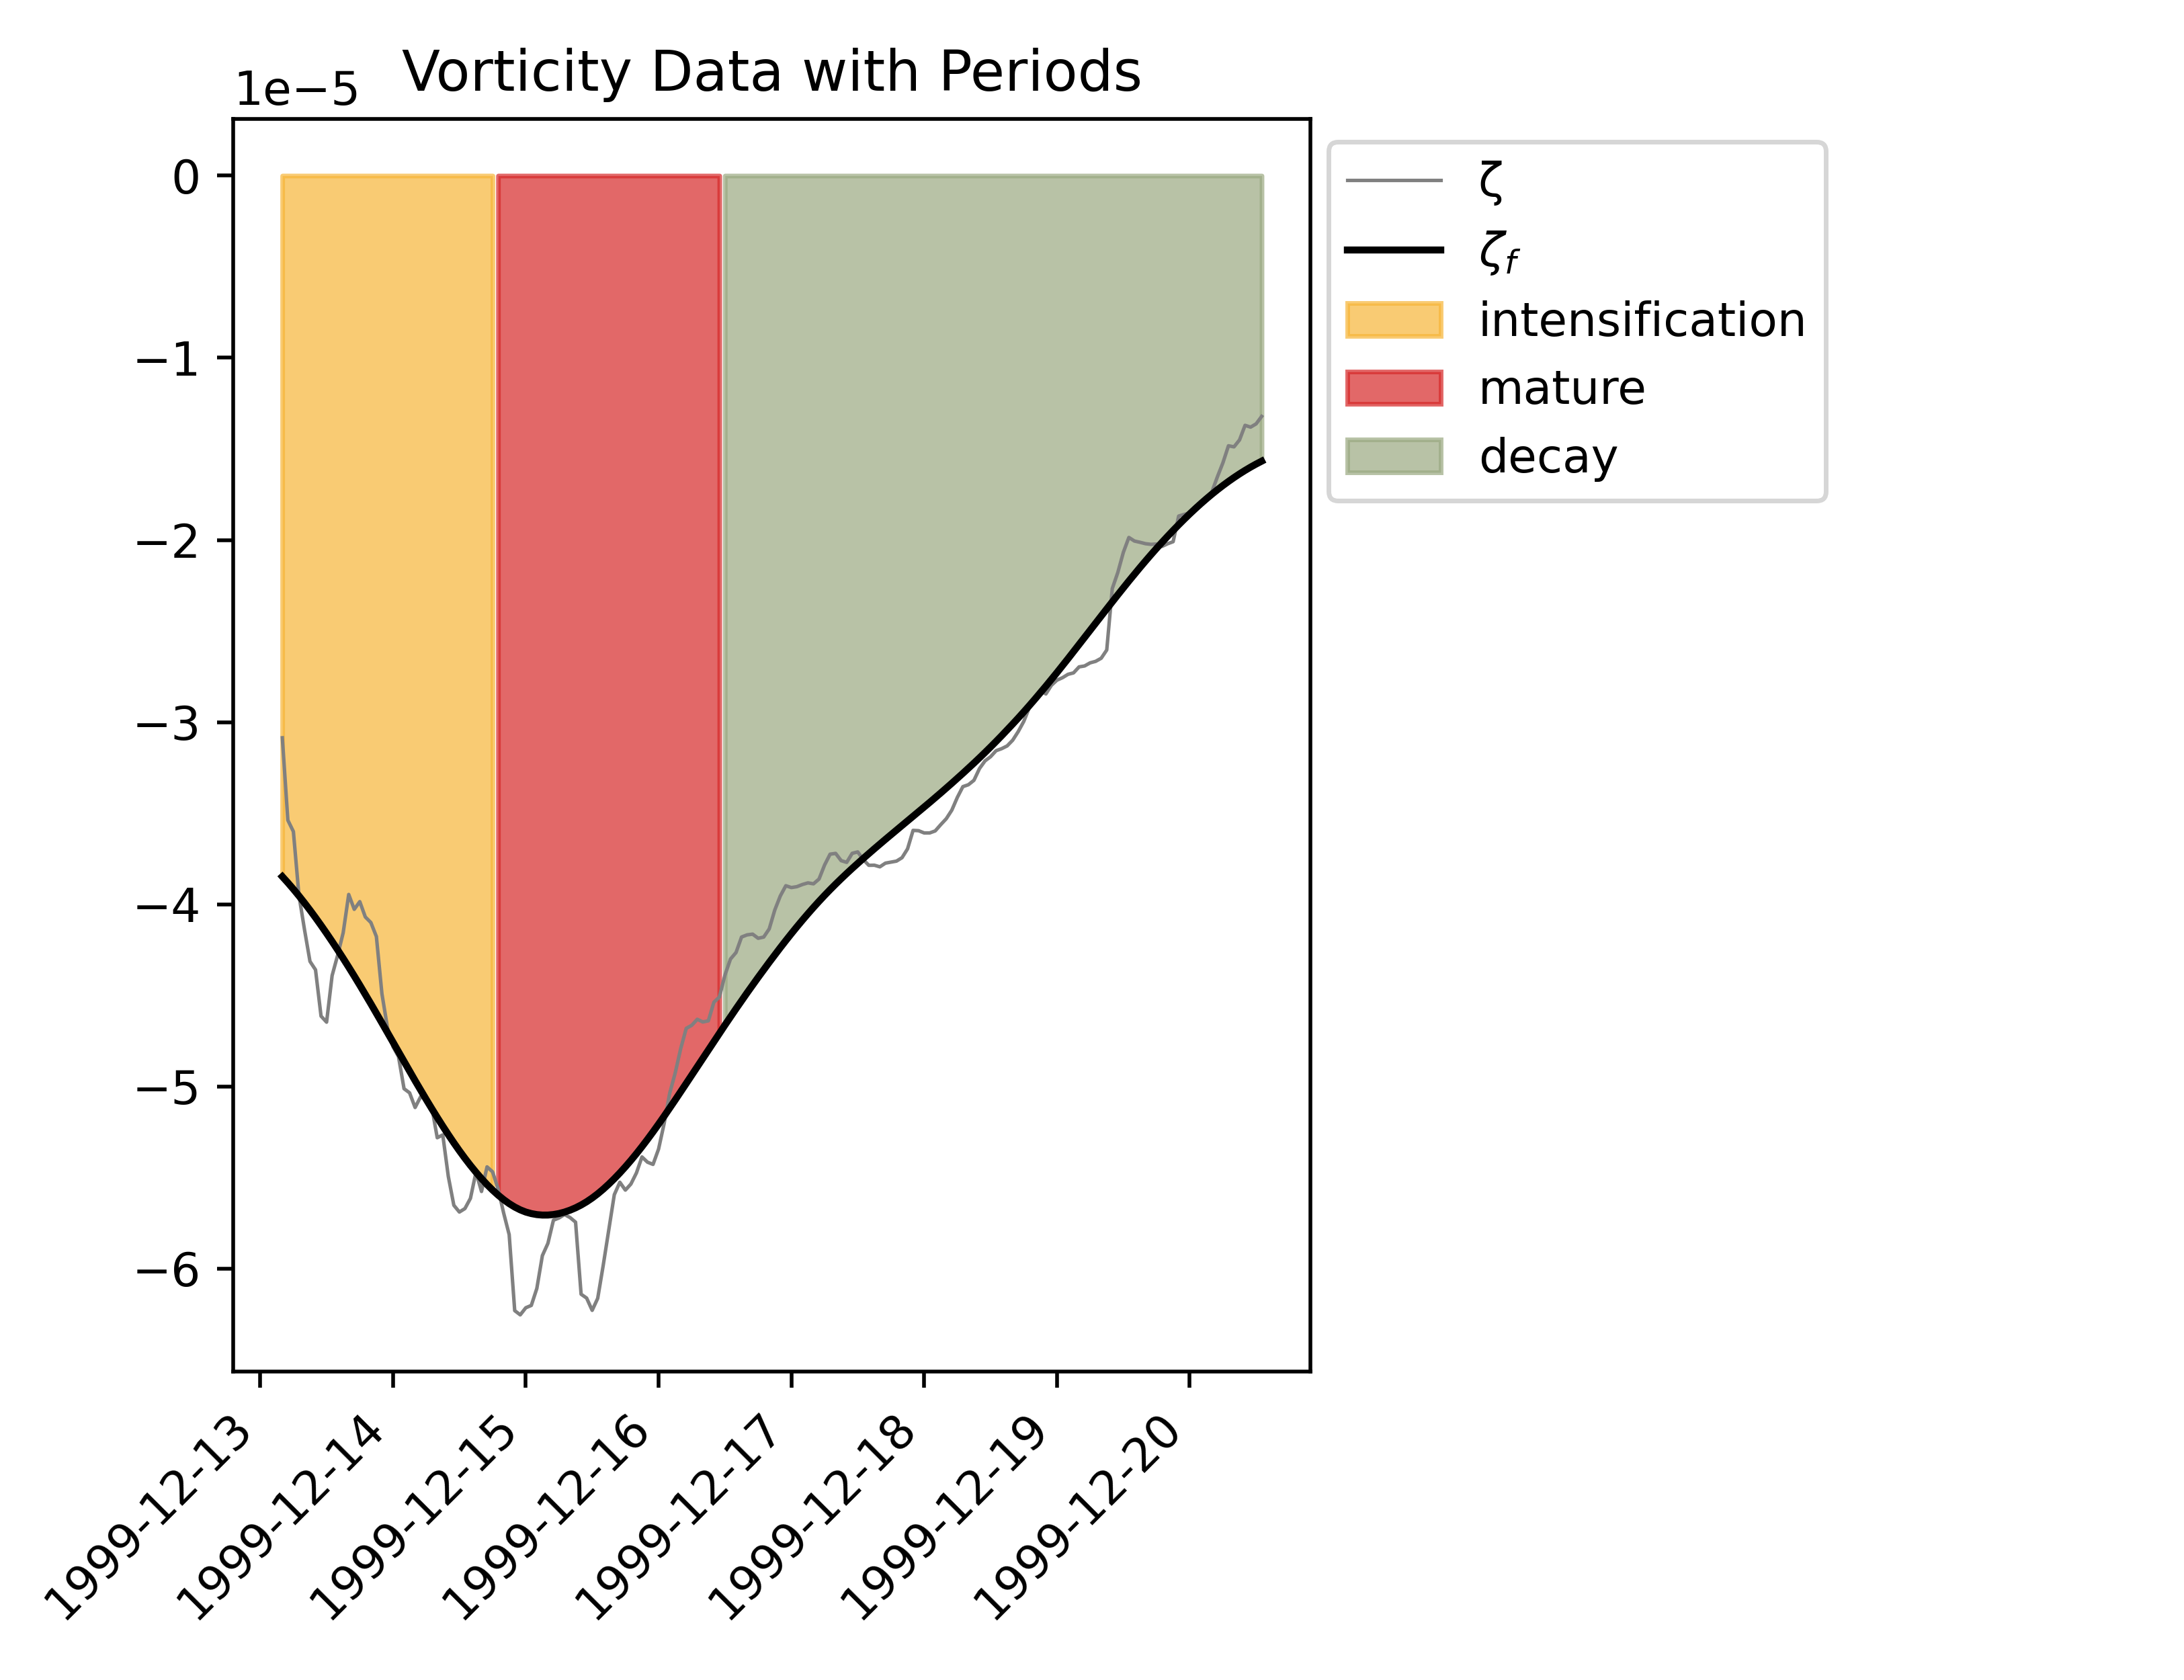 Vorticity Data with Periods
1e−5
0
−1
−2
−3
−4
−5
−6
1999-12-13
1999-12-14
1999-12-15
1999-12-16
1999-12-17
1999-12-18
1999-12-19
1999-12-20
ζ
ζf
intensification
mature
decay